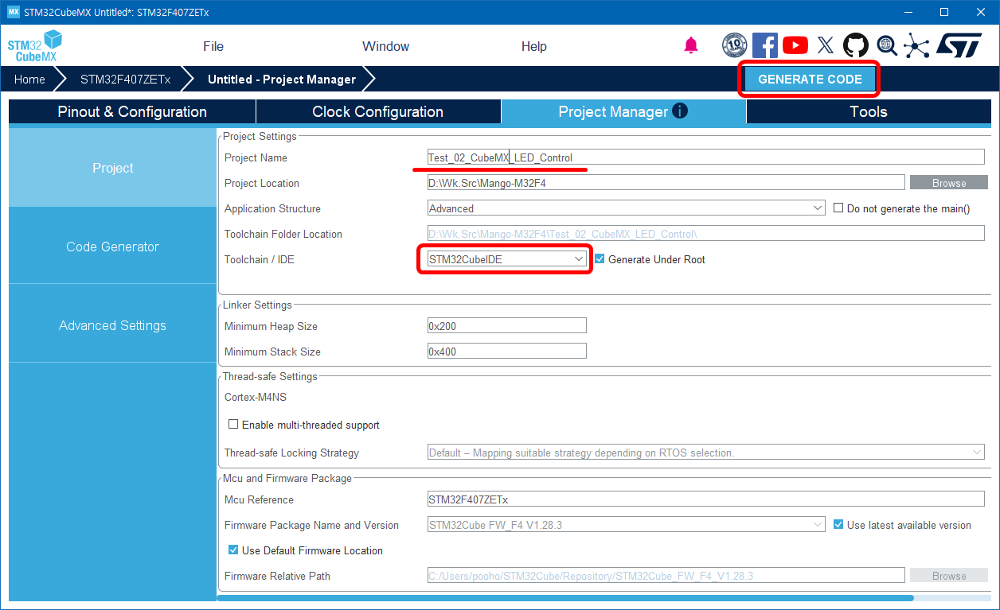 MX STM32CubeMX Untitled*: STM32F407ZETx
STM32 CubeMX
File Window Help
10
ST
Home STM32F407ZETx Untitled - Project Manager GENERATE CODE
Pinout & Configuration Clock Configuration Project Manager i Tools
Project
Code Generator
Advanced Settings
Project Settings
Project Name Test_02_CubeMX_LED_Control
Project Location D:\Wk.Src\Mango-M32F4 Browse
Application Structure Advanced Do not generate the main()
Toolchain Folder Location D:\Wk.Src\Mango-M32F4\Test_02_CubeMX_LED_Control\
Toolchain / IDE STM32CubeIDE Generate Under Root
Linker Settings
Minimum Heap Size 0x200
Minimum Stack Size 0x400
Thread-safe Settings
Cortex-M4NS
Enable multi-threaded support
Thread-safe Locking Strategy Default – Mapping suitable strategy depending on RTOS selection.
Mcu and Firmware Package
Mcu Reference STM32F407ZETx
Firmware Package Name and Version STM32Cube FW_F4 V1.28.3 Use latest available version
Use Default Firmware Location
Firmware Relative Path C:/Users/pooho/STM32Cube/Repository/STM32Cube_FW_F4_V1.28.3 Browse